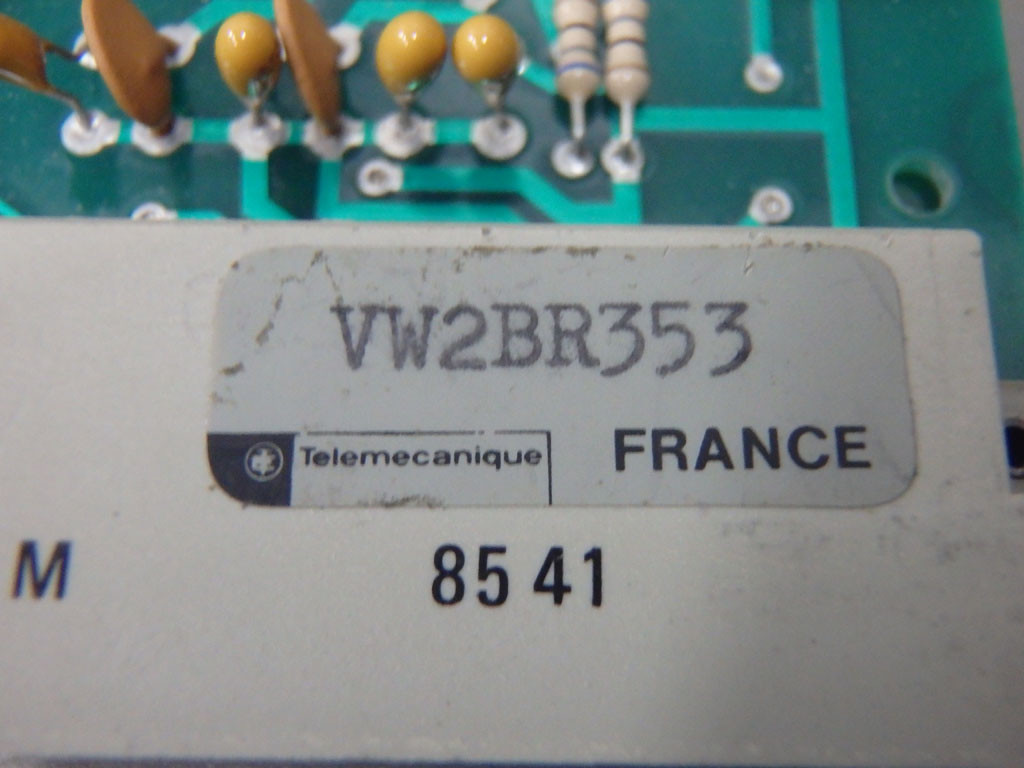 VW2BR353
Telemecanique FRANCE
M 85 41